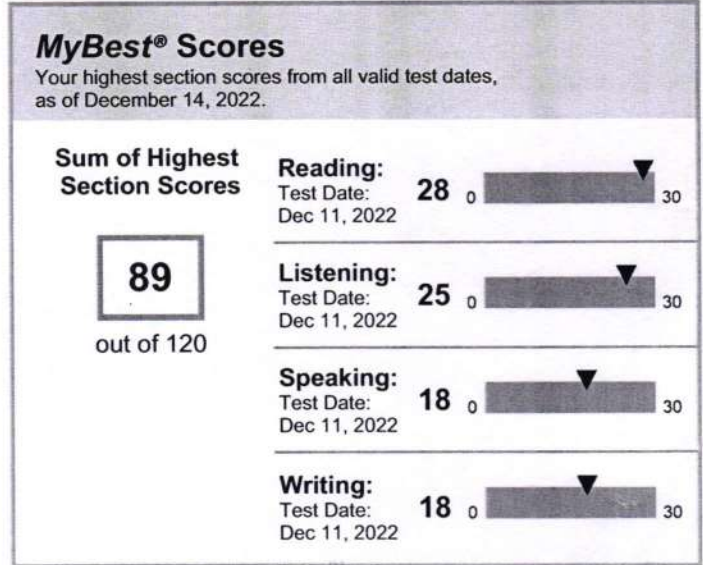 MyBest® Scores
Your highest section scores from all valid test dates,
as of December 14, 2022.
Sum of Highest
Section Scores
89
out of 120
Reading:
Test Date:
Dec 11, 2022
28
0
30
Listening:
Test Date:
Dec 11, 2022
25
0
30
Speaking:
Test Date:
Dec 11, 2022
18
0
30
Writing:
Test Date:
Dec 11, 2022
18
0
30